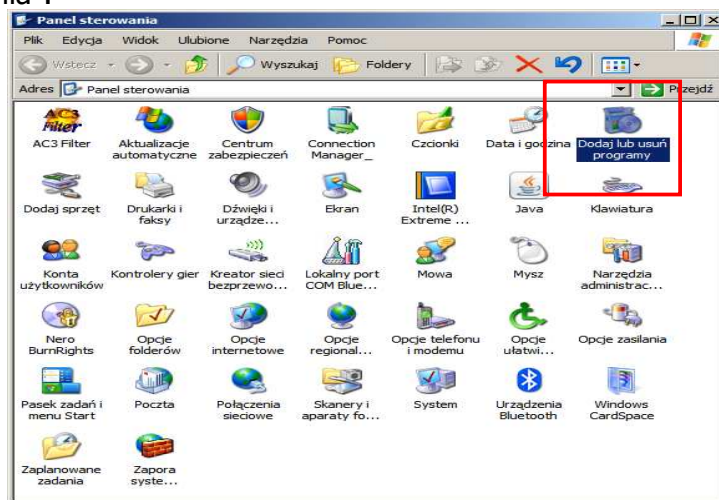 Panel sterowania
Plik Edycja Widok Ulubione Narzędzia Pomoc
Wstecz Wyszukaj Foldery
Adres Panel sterowania Przejdź
AC3 Filter
AC3 Filter Aktualizacje automatyczne Centrum zabezpieczeń Connection Manager_ Czcionki Data i godzina Dodaj lub usuń programy
Dodaj sprzęt Drukarki i faksy Dźwięki i urządze... Ekran Intel(R) Extreme ... Java Klawiatura
Konta użytkowników Kontrolery gier Kreator sieci bezprzewo... Lokalny port COM Blue... Mowa Mysz Narzędzia administrac...
Nero BurnRights Opcje folderów Opcje internetowe Opcje regional... Opcje telefonu i modemu Opcje ułatwi... Opcje zasilania
Pasek zadań i menu Start Poczta Połączenia sieciowe Skanery i aparaty fo... System Urządzenia Bluetooth Windows CardSpace
Zaplanowane zadania Zapora syste...